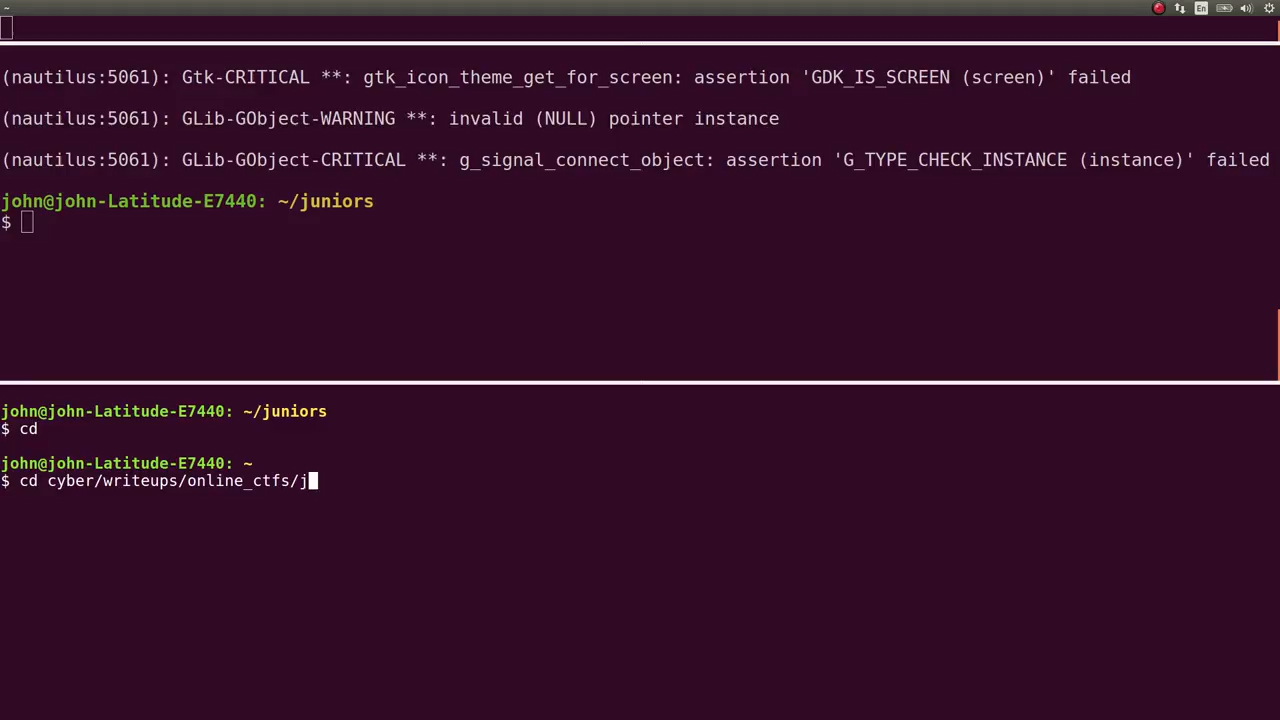 ~
En
(nautilus:5061): Gtk-CRITICAL **: gtk_icon_theme_get_for_screen: assertion 'GDK_IS_SCREEN (screen)' failed
(nautilus:5061): GLib-GObject-WARNING **: invalid (NULL) pointer instance
(nautilus:5061): GLib-GObject-CRITICAL **: g_signal_connect_object: assertion 'G_TYPE_CHECK_INSTANCE (instance)' failed
john@john-Latitude-E7440: ~/juniors
$
john@john-Latitude-E7440: ~/juniors
$ cd
john@john-Latitude-E7440: ~
$ cd cyber/writeups/online_ctfs/j